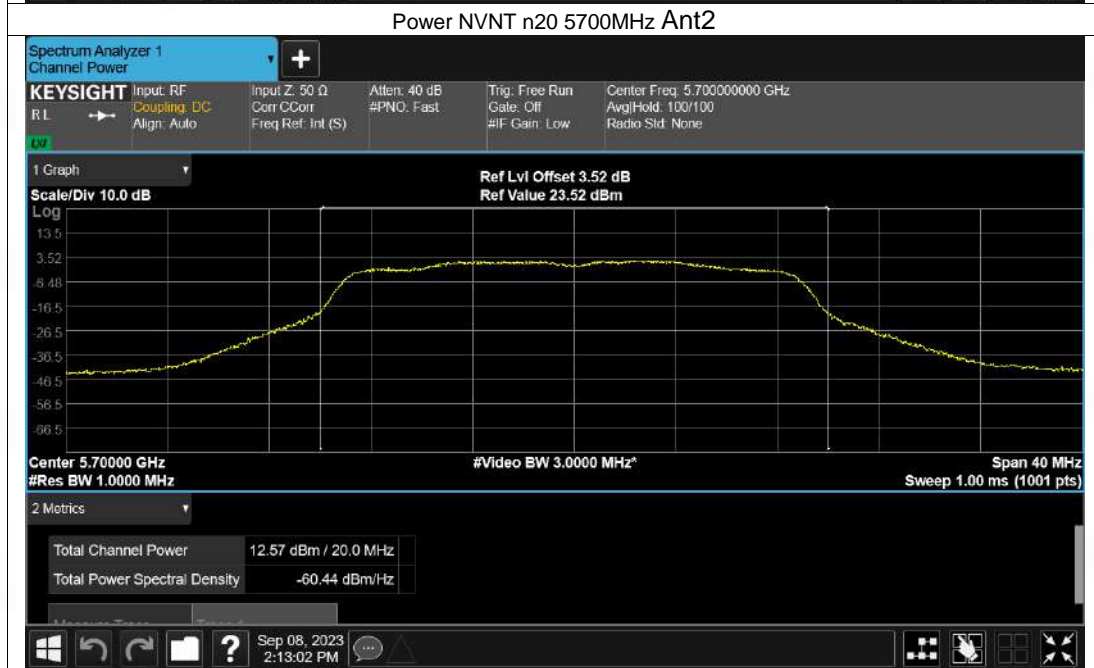 Power NVNT n20 5700MHz Ant2
Spectrum Analyzer 1
Channel Power
+
KEYSIGHT
RL
LXI
Input: RF
Coupling: DC
Align: Auto
Input Z: 50 Ω
Corr CCorr
Freq Ref: Int (S)
Atten: 40 dB
#PNO: Fast
Trig: Free Run
Gate: Off
#IF Gain: Low
Center Freq: 5.700000000 GHz
Avg|Hold: 100/100
Radio Std: None
1 Graph
Scale/Div 10.0 dB
Ref Lvl Offset 3.52 dB
Ref Value 23.52 dBm
Log
13.5
3.52
-6.48
-16.5
-26.5
-36.5
-46.5
-56.5
-66.5
Center 5.70000 GHz
#Res BW 1.0000 MHz
#Video BW 3.0000 MHz*
Span 40 MHz
Sweep 1.00 ms (1001 pts)
2 Metrics
Total Channel Power 12.57 dBm / 20.0 MHz
Total Power Spectral Density -60.44 dBm/Hz
?
Sep 08, 2023
2:13:02 PM